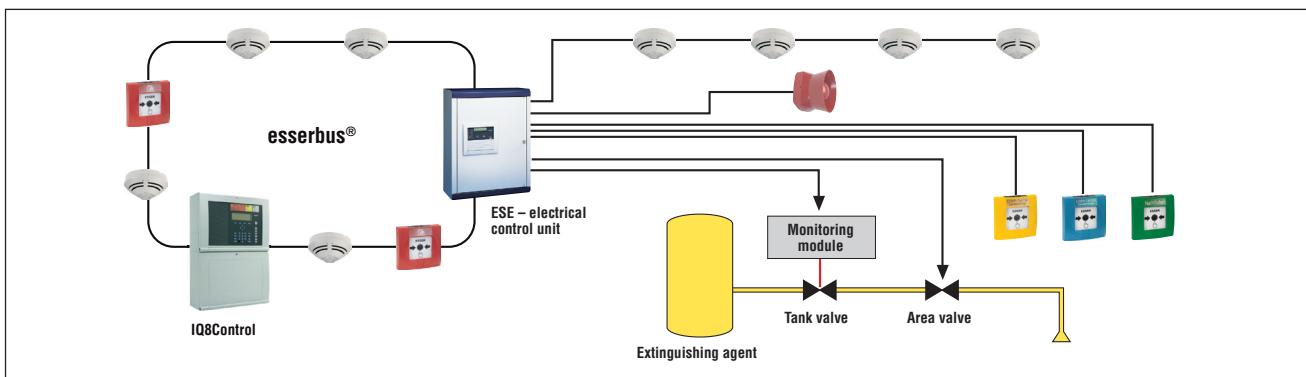 esserbus®
ESE – electrical
control unit
IQ8Control
Monitoring
module
Tank valve
Area valve
Extinguishing agent